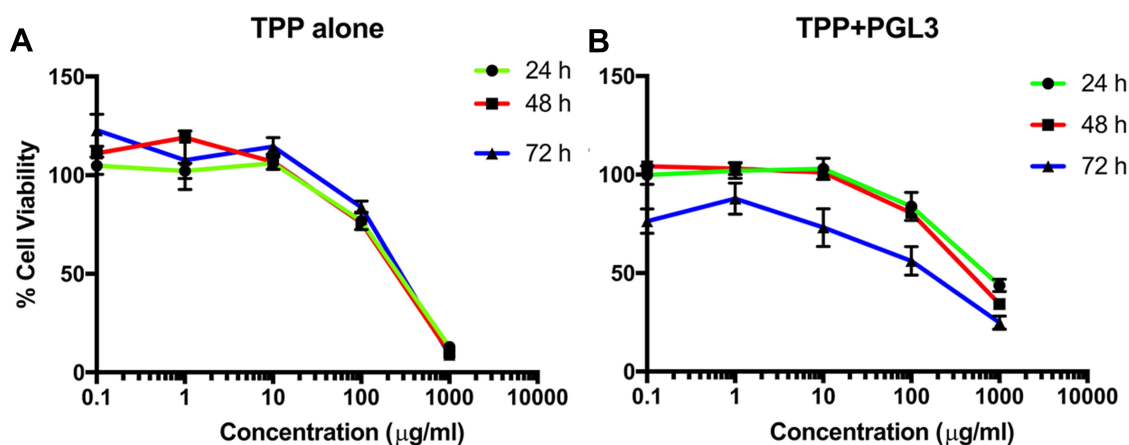 A
TPP alone
24 h
48 h
72 h
150
100
50
0
% Cell Viability
0.1 1 10 100 1000 10000
Concentration (μg/ml)
B
TPP+PGL3
24 h
48 h
72 h
150
100
50
0
0.1 1 10 100 1000 10000
Concentration (μg/ml)